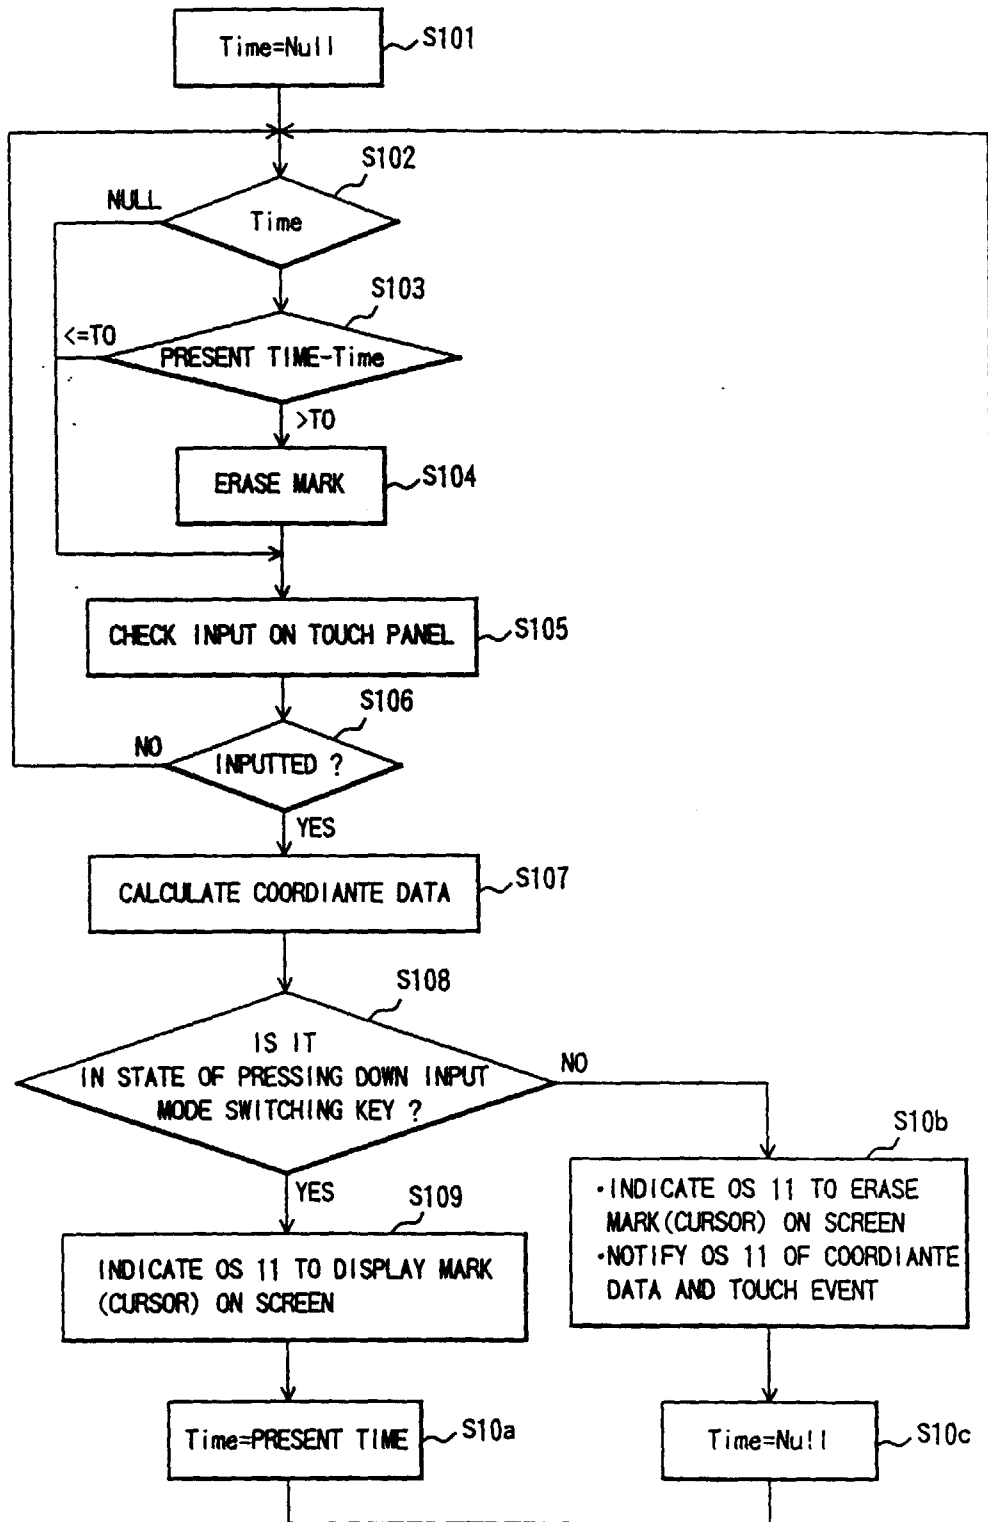 Time=Null
S101
S102
NULL
Time
S103
<=T0
PRESENT TIME-Time
>T0
ERASE MARK
S104
CHECK INPUT ON TOUCH PANEL
S105
S106
NO
INPUTTED ?
YES
CALCULATE COORDIANTE DATA
S107
S108
IS IT
IN STATE OF PRESSING DOWN INPUT
MODE SWITCHING KEY ?
NO
YES
S109
INDICATE OS 11 TO DISPLAY MARK
(CURSOR) ON SCREEN
S10b
・INDICATE OS 11 TO ERASE
MARK(CURSOR) ON SCREEN
・NOTIFY OS 11 OF COORDIANTE
DATA AND TOUCH EVENT
Time=PRESENT TIME
S10a
Time=Null
S10c